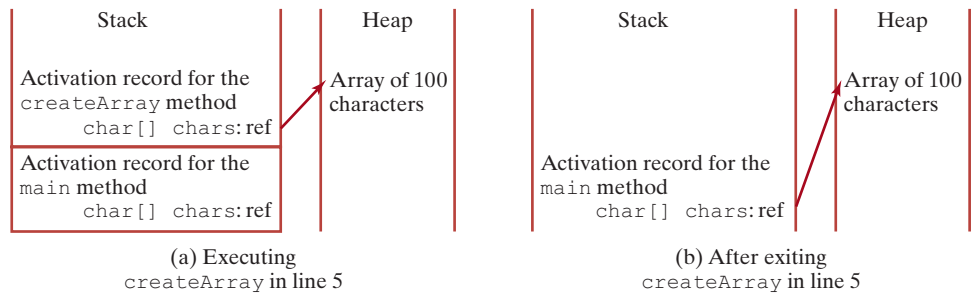 Stack
Heap
Activation record for the
createArray method
char[] chars: ref
Array of 100
characters
Activation record for the
main method
char[] chars: ref
(a) Executing
createArray in line 5
Stack
Heap
Array of 100
characters
Activation record for the
main method
char[] chars: ref
(b) After exiting
createArray in line 5